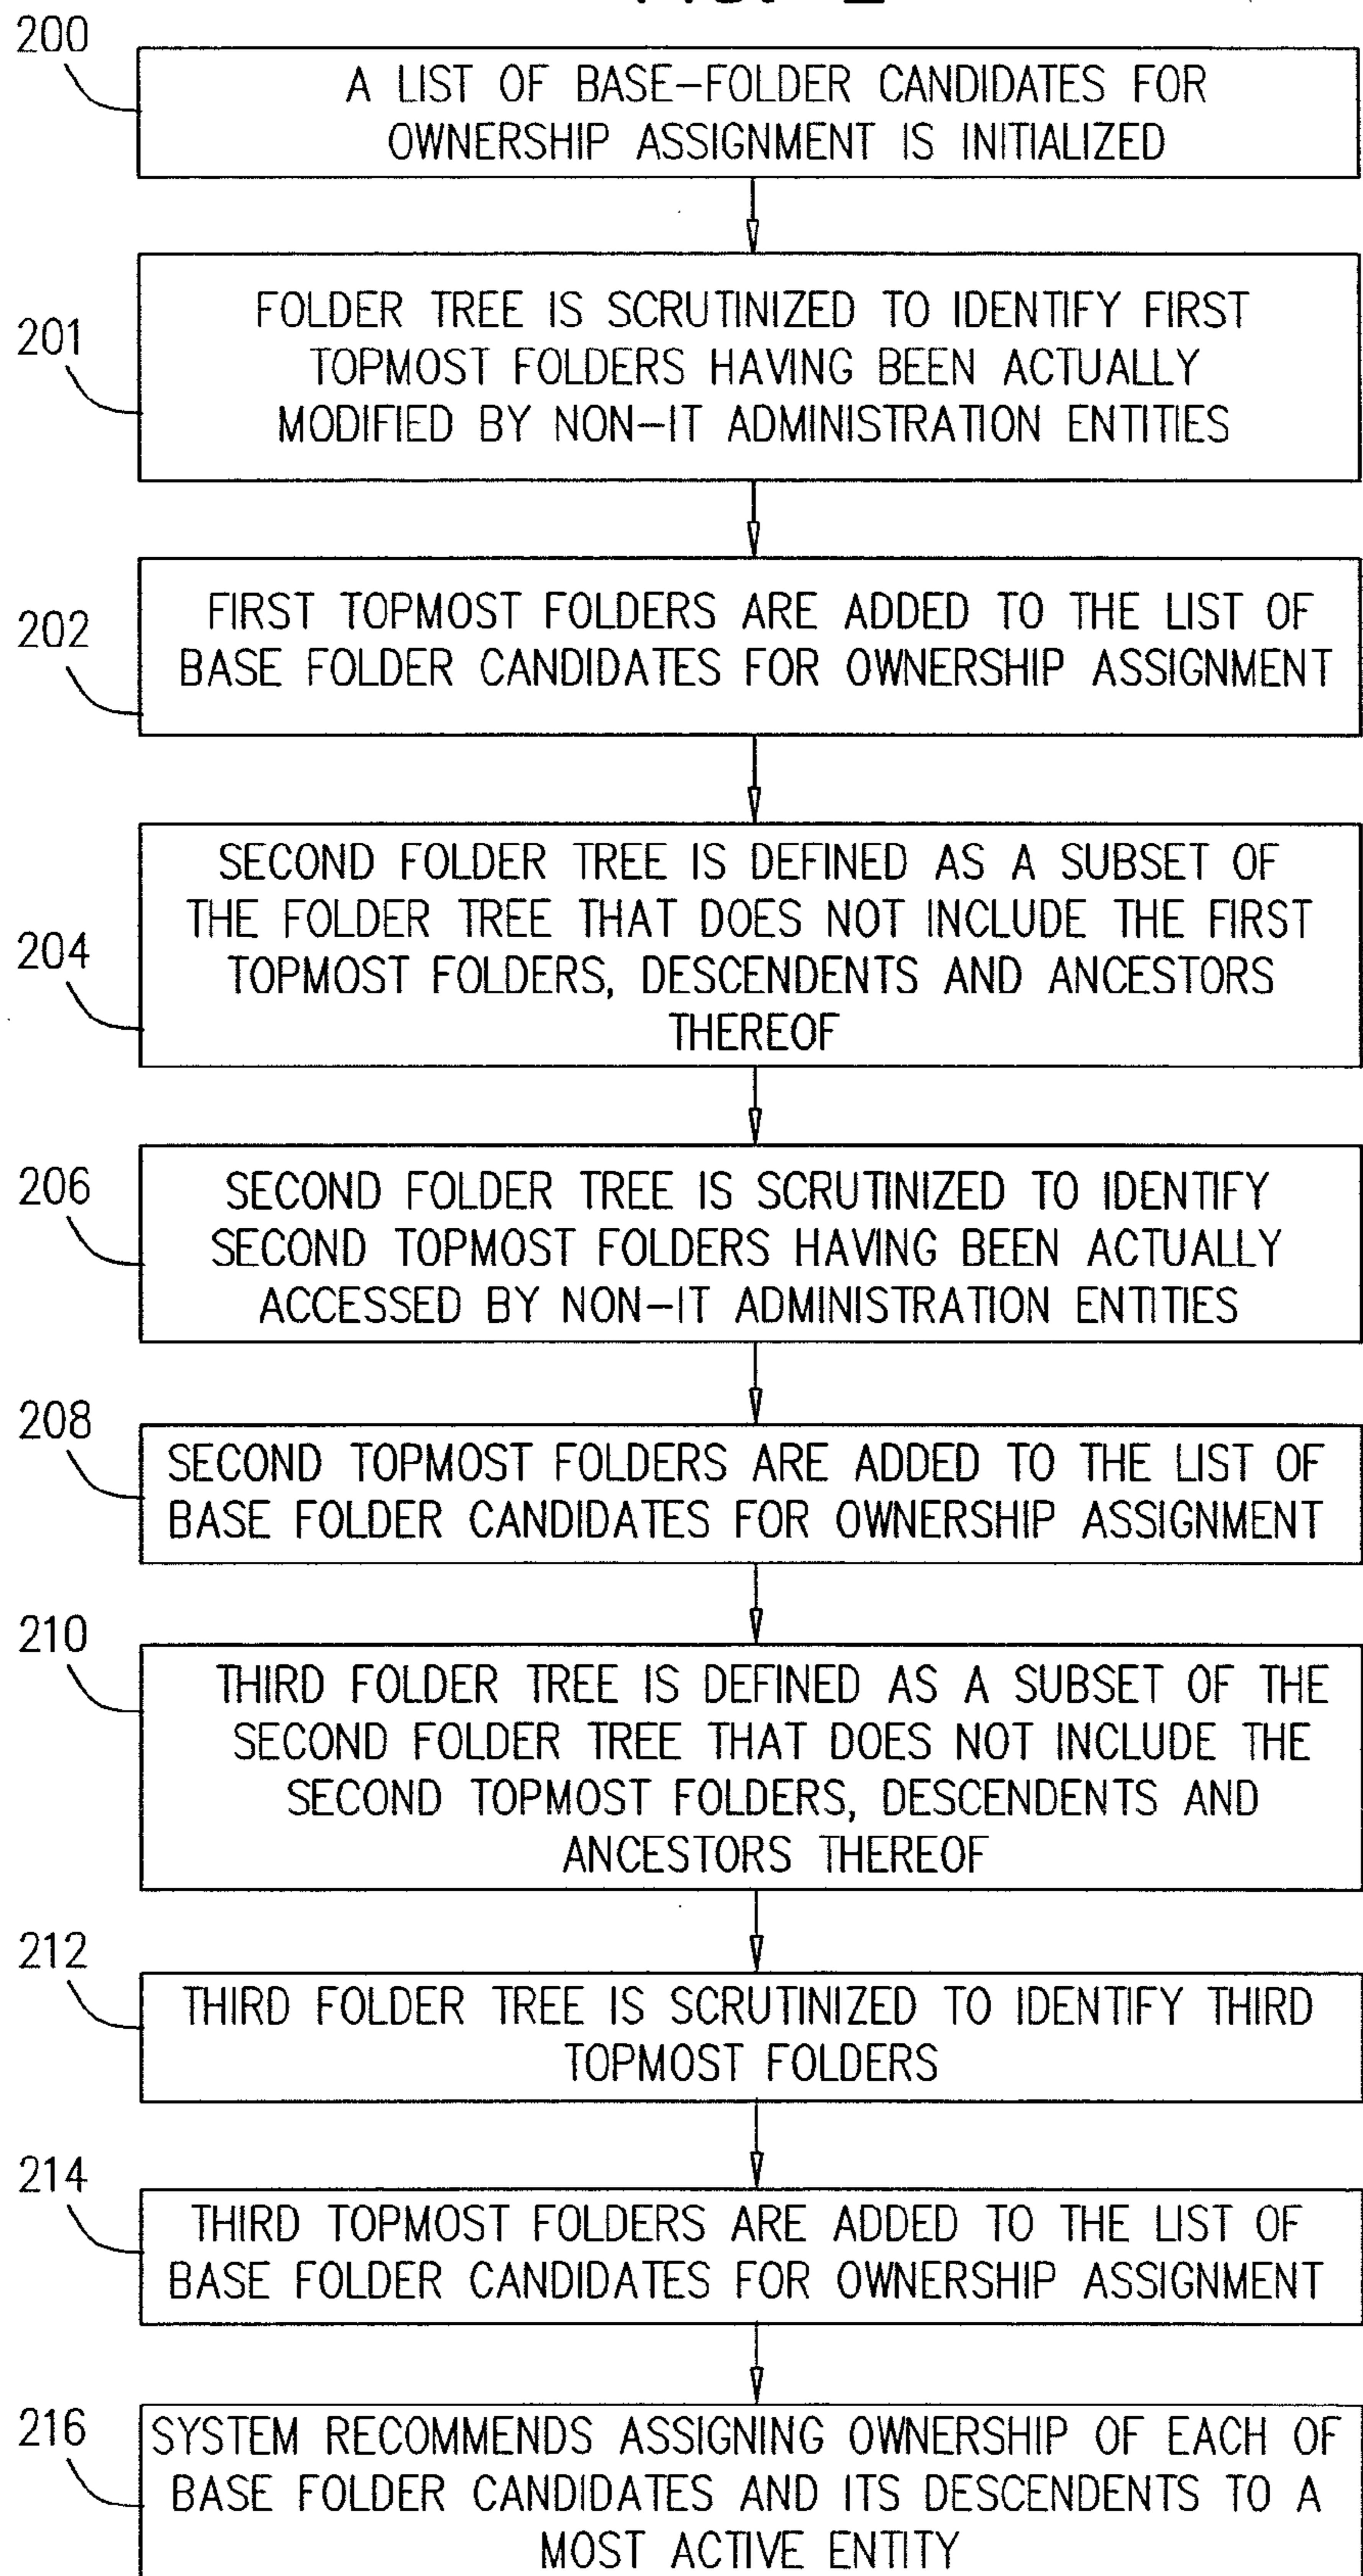 200
A LIST OF BASE-FOLDER CANDIDATES FOR
OWNERSHIP ASSIGNMENT IS INITIALIZED
201
FOLDER TREE IS SCRUTINIZED TO IDENTIFY FIRST
TOPMOST FOLDERS HAVING BEEN ACTUALLY
MODIFIED BY NON-IT ADMINISTRATION ENTITIES
202
FIRST TOPMOST FOLDERS ARE ADDED TO THE LIST OF
BASE FOLDER CANDIDATES FOR OWNERSHIP ASSIGNMENT
204
SECOND FOLDER TREE IS DEFINED AS A SUBSET OF
THE FOLDER TREE THAT DOES NOT INCLUDE THE FIRST
TOPMOST FOLDERS, DESCENDENTS AND ANCESTORS
THEREOF
206
SECOND FOLDER TREE IS SCRUTINIZED TO IDENTIFY
SECOND TOPMOST FOLDERS HAVING BEEN ACTUALLY
ACCESSED BY NON-IT ADMINISTRATION ENTITIES
208
SECOND TOPMOST FOLDERS ARE ADDED TO THE LIST OF
BASE FOLDER CANDIDATES FOR OWNERSHIP ASSIGNMENT
210
THIRD FOLDER TREE IS DEFINED AS A SUBSET OF THE
SECOND FOLDER TREE THAT DOES NOT INCLUDE THE
SECOND TOPMOST FOLDERS, DESCENDENTS AND
ANCESTORS THEREOF
212
THIRD FOLDER TREE IS SCRUTINIZED TO IDENTIFY THIRD
TOPMOST FOLDERS
214
THIRD TOPMOST FOLDERS ARE ADDED TO THE LIST OF
BASE FOLDER CANDIDATES FOR OWNERSHIP ASSIGNMENT
216
SYSTEM RECOMMENDS ASSIGNING OWNERSHIP OF EACH OF
BASE FOLDER CANDIDATES AND ITS DESCENDENTS TO A
MOST ACTIVE ENTITY